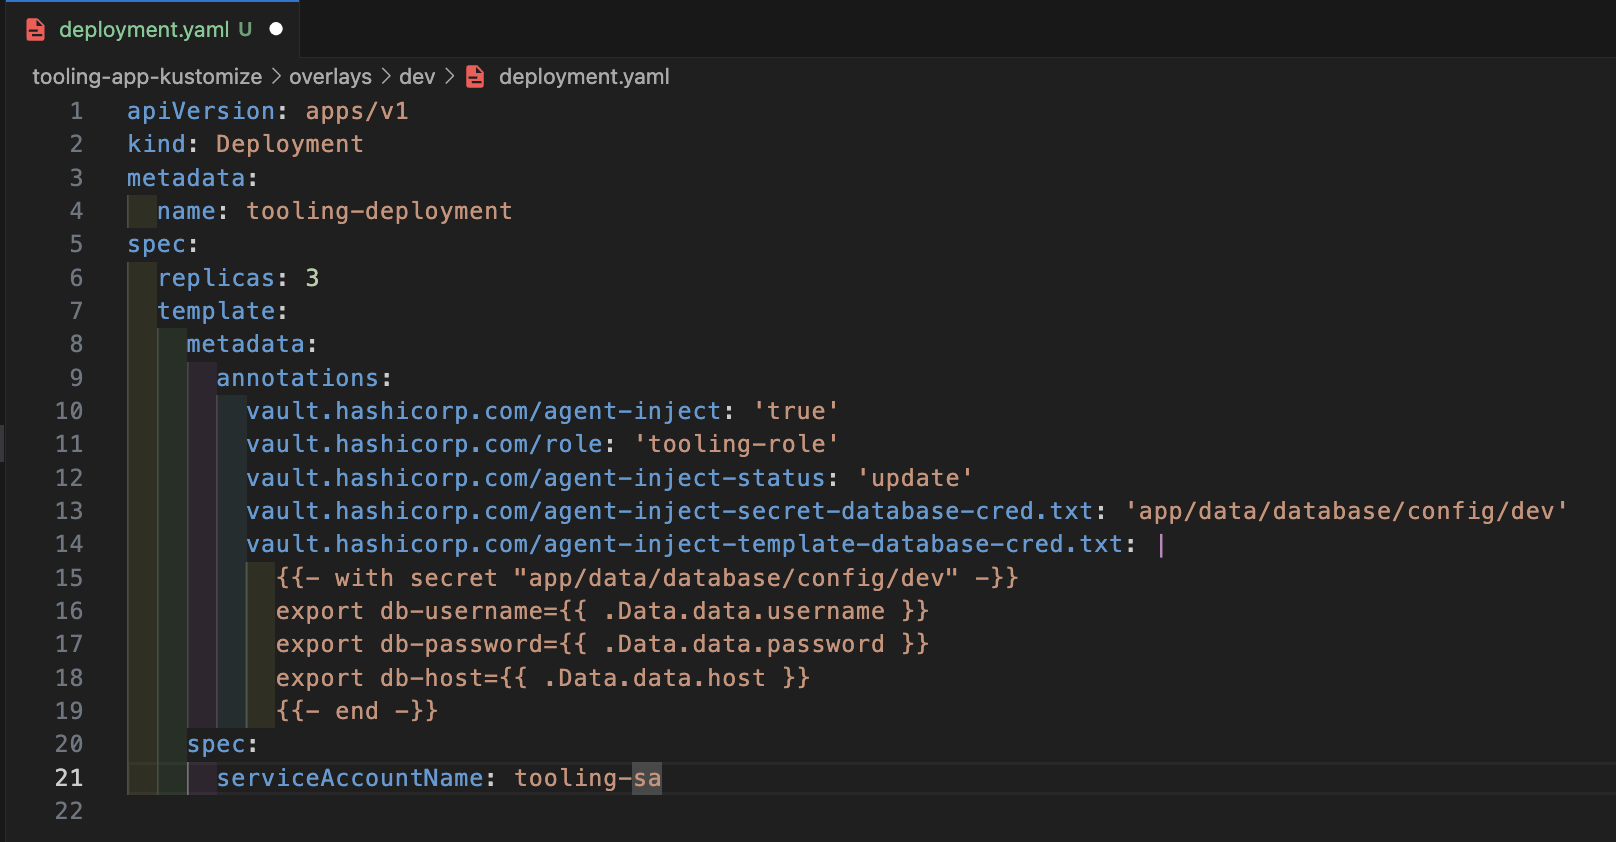 deployment.yaml U
tooling-app-kustomize > overlays > dev > deployment.yaml
1 apiVersion: apps/v1
2 kind: Deployment
3 metadata:
4   name: tooling-deployment
5 spec:
6   replicas: 3
7   template:
8     metadata:
9       annotations:
10         vault.hashicorp.com/agent-inject: 'true'
11         vault.hashicorp.com/role: 'tooling-role'
12         vault.hashicorp.com/agent-inject-status: 'update'
13         vault.hashicorp.com/agent-inject-secret-database-cred.txt: 'app/data/database/config/dev'
14         vault.hashicorp.com/agent-inject-template-database-cred.txt: |
15           {{- with secret "app/data/database/config/dev" -}}
16           export db-username={{ .Data.data.username }}
17           export db-password={{ .Data.data.password }}
18           export db-host={{ .Data.data.host }}
19           {{- end -}}
20     spec:
21       serviceAccountName: tooling-sa
22